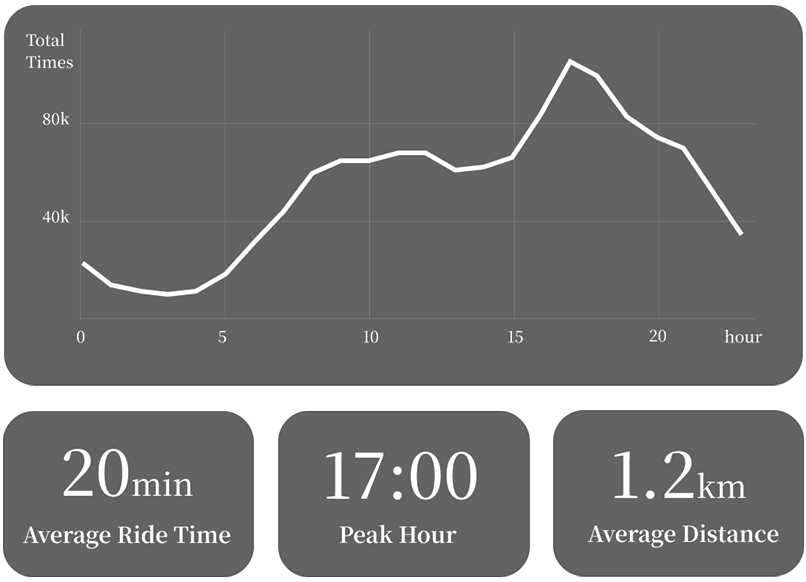 Total
Times
80k
40k
0 5 10 15 20 hour
20min
Average Ride Time
17:00
Peak Hour
1.2km
Average Distance